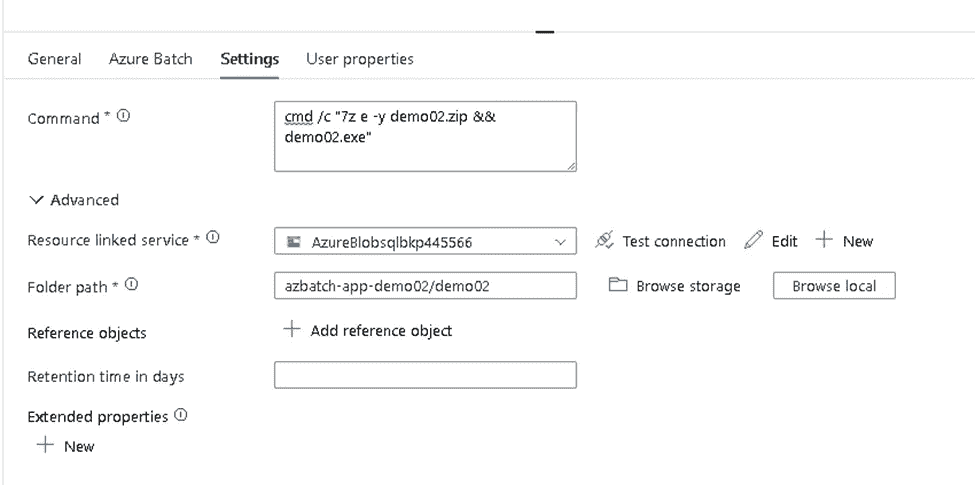 General Azure Batch Settings User properties
Command *
cmd /c "7z e -y demo02.zip &&
demo02.exe"
Advanced
Resource linked service * AzureBlobsqlbkp445566 Test connection Edit New
Folder path * azbatch-app-demo02/demo02 Browse storage Browse local
Reference objects Add reference object
Retention time in days
Extended properties
New